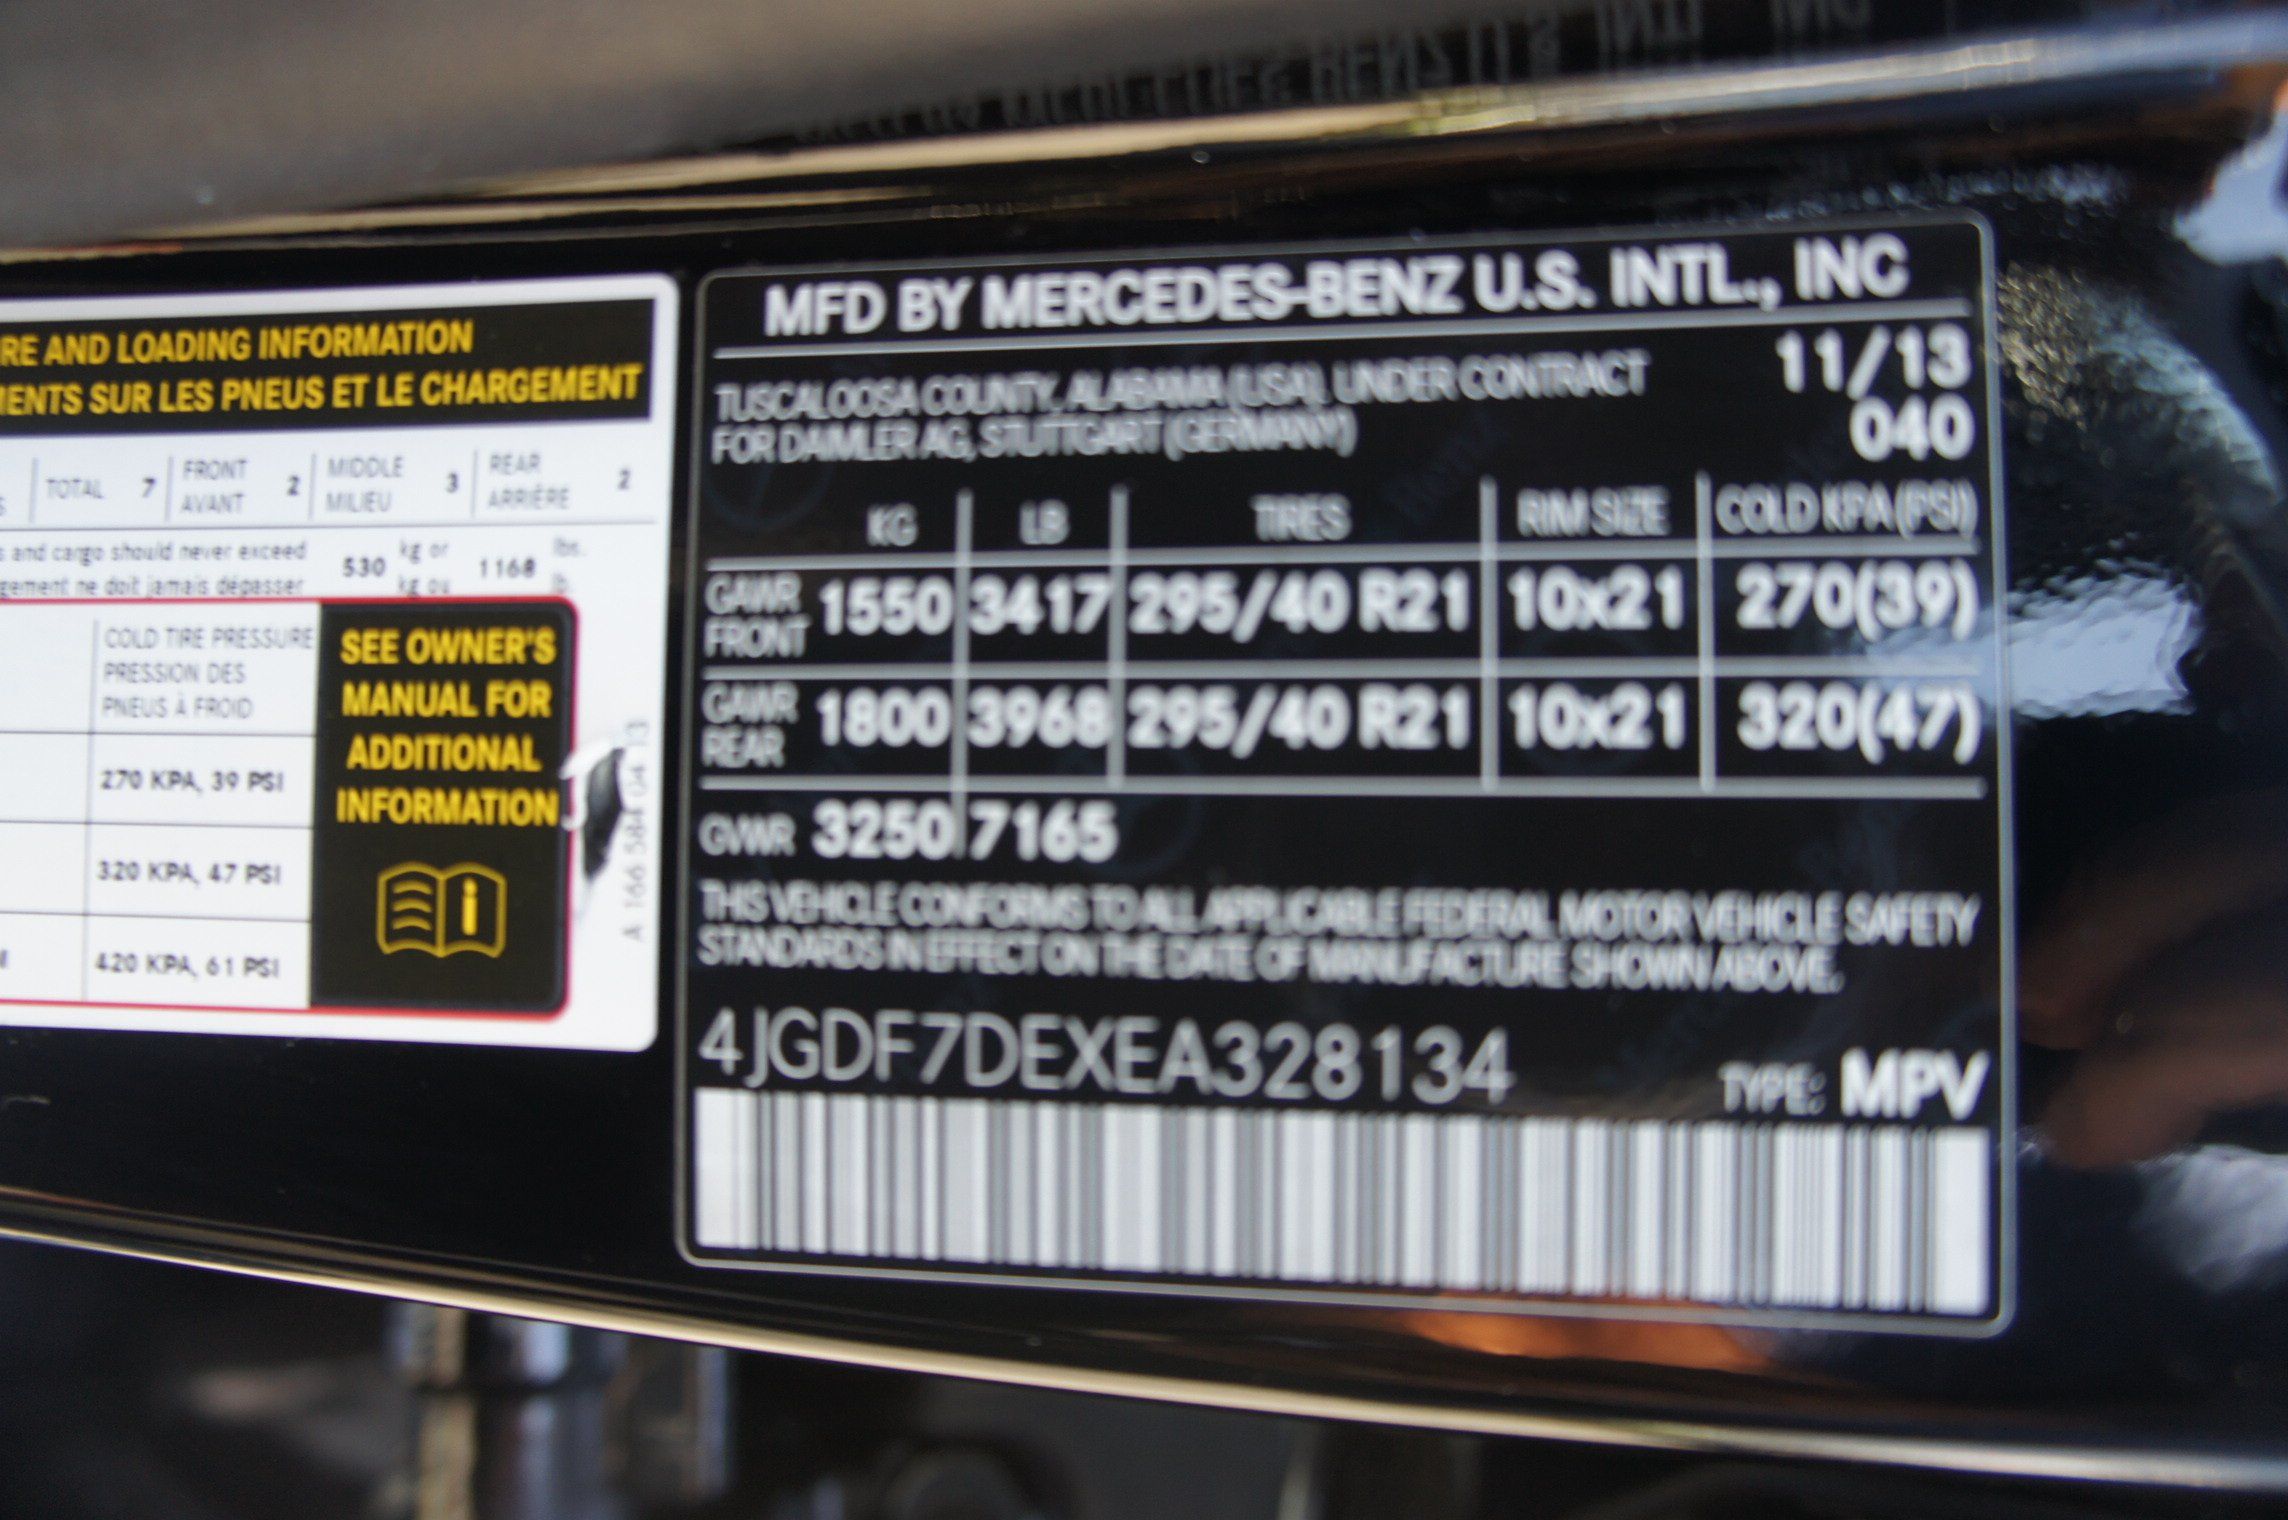 RE AND LOADING INFORMATION
MENTS SUR LES PNEUS ET LE CHARGEMENT
TOTAL 7 FRONT AVANT 2 MIDDLE MILIEU 3 REAR ARRIÈRE 2
s and cargo should never exceed 530 kg or 1168 lbs.
gement ne doit jamais dépasser kg ou lb.
COLD TIRE PRESSURE
PRESSION DES
PNEUS À FROID
270 KPA, 39 PSI
320 KPA, 47 PSI
420 KPA, 61 PSI
SEE OWNER'S
MANUAL FOR
ADDITIONAL
INFORMATION
A 166 584 04 13
MFD BY MERCEDES-BENZ U.S. INTL., INC
TUSCALOOSA COUNTY, ALABAMA (USA), UNDER CONTRACT 11/13
FOR DAIMLER AG, STUTTGART (GERMANY) 040
KG LB TIRES RIM SIZE COLD KPA (PSI)
GAWR FRONT 1550 3417 295/40 R21 10x21 270(39)
GAWR REAR 1800 3968 295/40 R21 10x21 320(47)
GVWR 3250 7165
THIS VEHICLE CONFORMS TO ALL APPLICABLE FEDERAL MOTOR VEHICLE SAFETY
STANDARDS IN EFFECT ON THE DATE OF MANUFACTURE SHOWN ABOVE.
4JGDF7DEXEA328134 TYPE: MPV